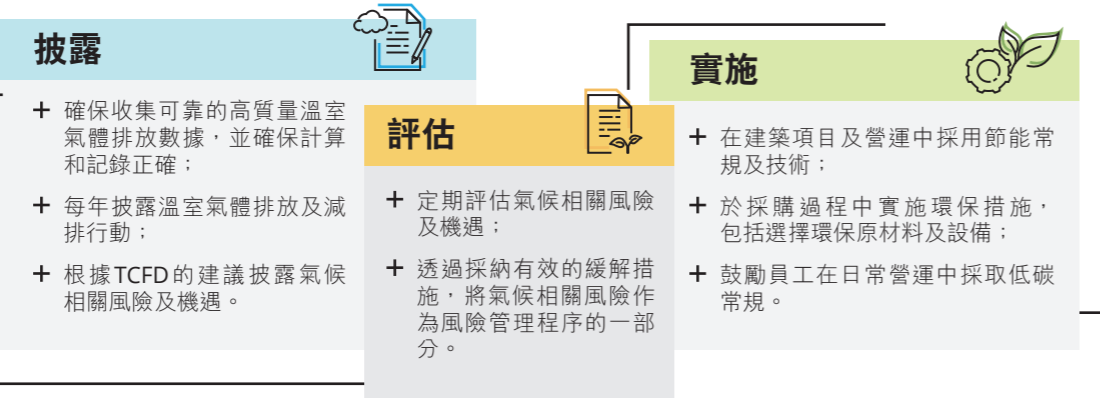 披露
+ 確保收集可靠的高質量溫室
氣體排放數據，並確保計算
和記錄正確；
+ 每年披露溫室氣體排放及減
排行動；
+ 根據TCFD的建議披露氣候
相關風險及機遇。
評估
+ 定期評估氣候相關風險
及機遇；
+ 透過採納有效的緩解措
施，將氣候相關風險作
為風險管理程序的一部
分。
實施
+ 在建築項目及營運中採用節能常
規及技術；
+ 於採購過程中實施環保措施，
包括選擇環保原材料及設備；
+ 鼓勵員工在日常營運中採取低碳
常規。